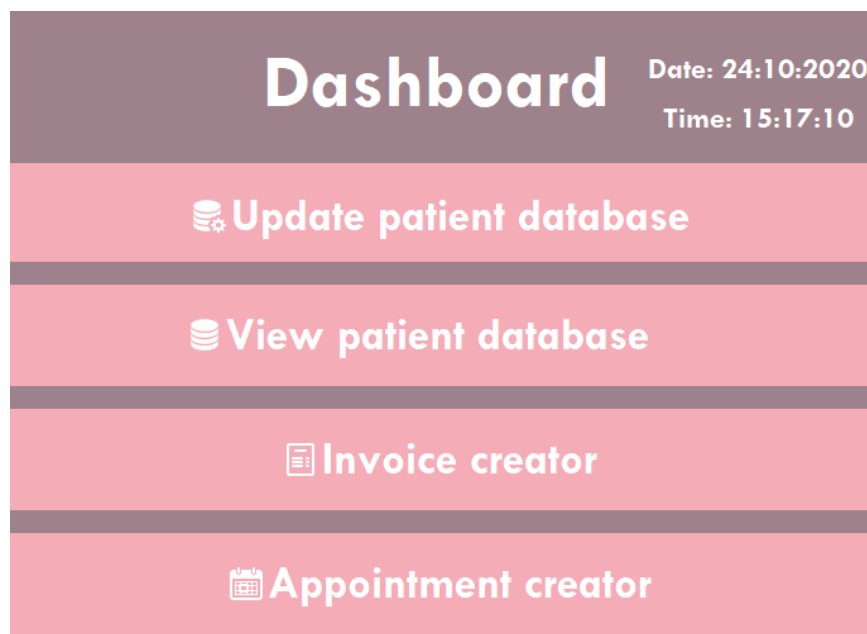 Dashboard
Date: 24:10:2020
Time: 15:17:10
Update patient database
View patient database
Invoice creator
Appointment creator